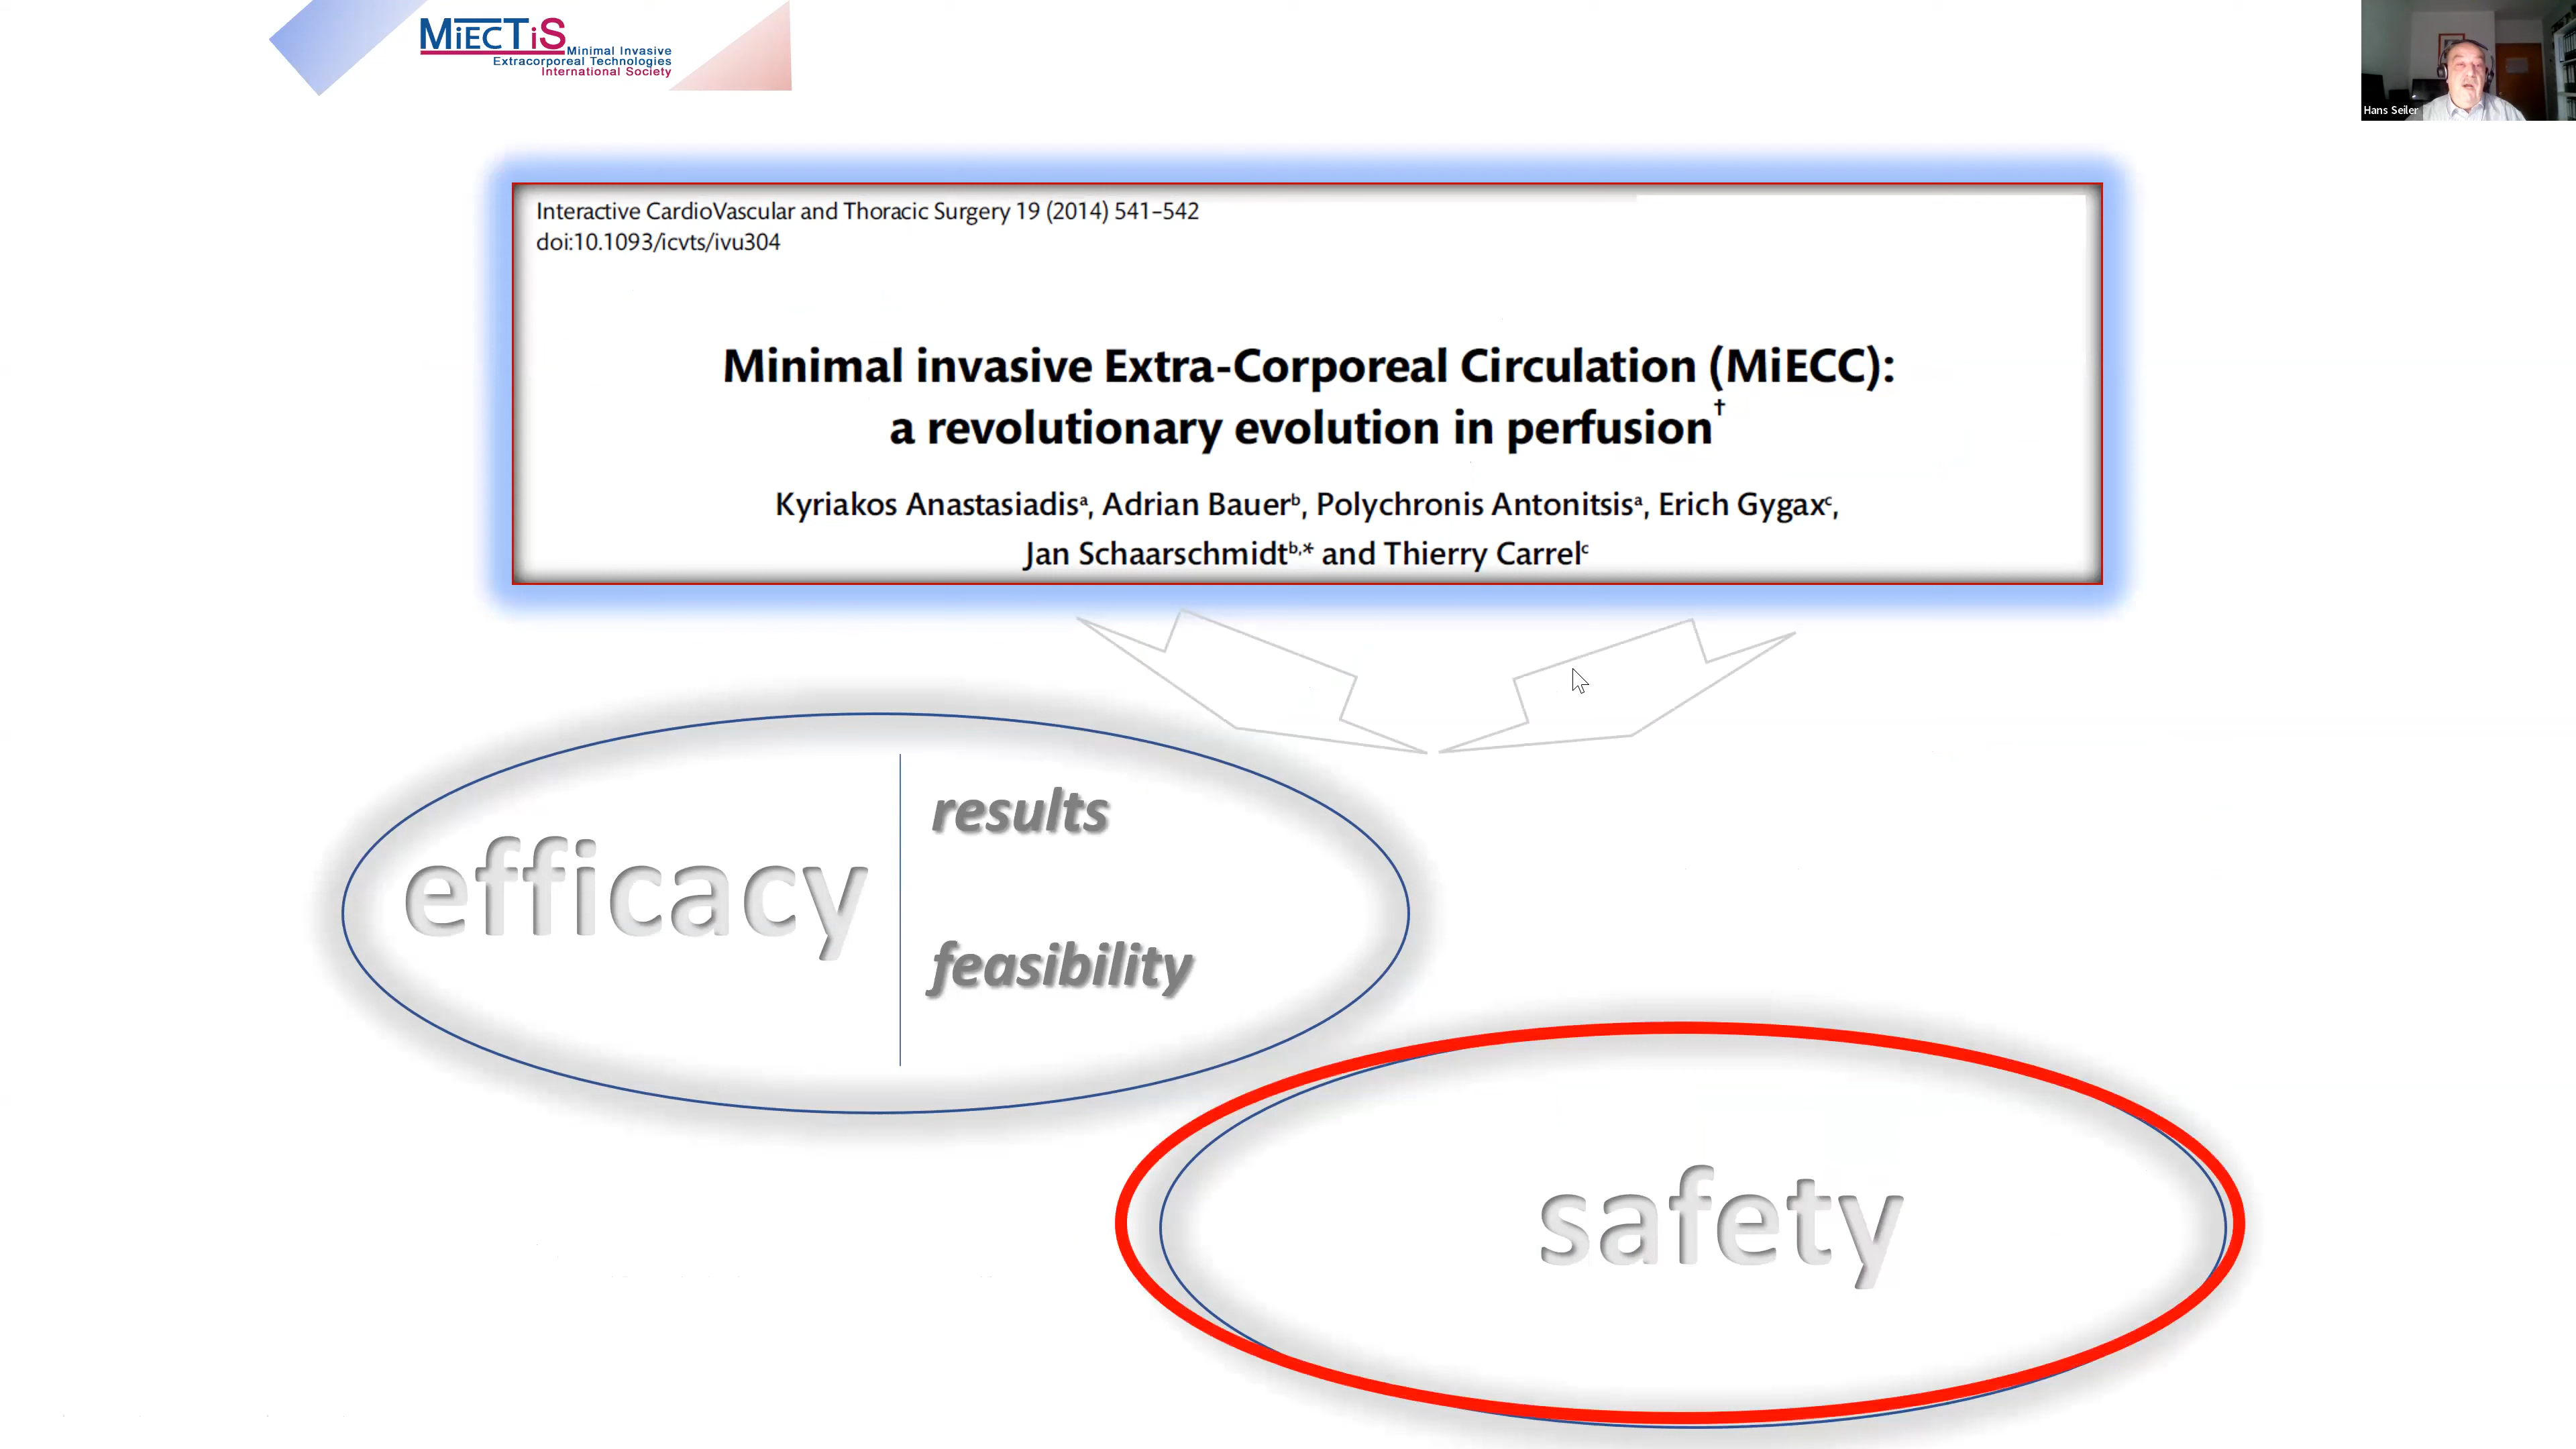 MiECTiS
Minimal Invasive
Extracorporeal Technologies
International Society
Hans Seiler
Interactive CardioVascular and Thoracic Surgery 19 (2014) 541–542
doi:10.1093/icvts/ivu304
Minimal invasive Extra-Corporeal Circulation (MiECC):
a revolutionary evolution in perfusion†
Kyriakos Anastasiadisᵃ, Adrian Bauerᵇ, Polychronis Antonitsisᵃ, Erich Gygaxᶜ,
Jan Schaarschmidtᵇ,* and Thierry Carrelᶜ
efficacy
results
feasibility
safety